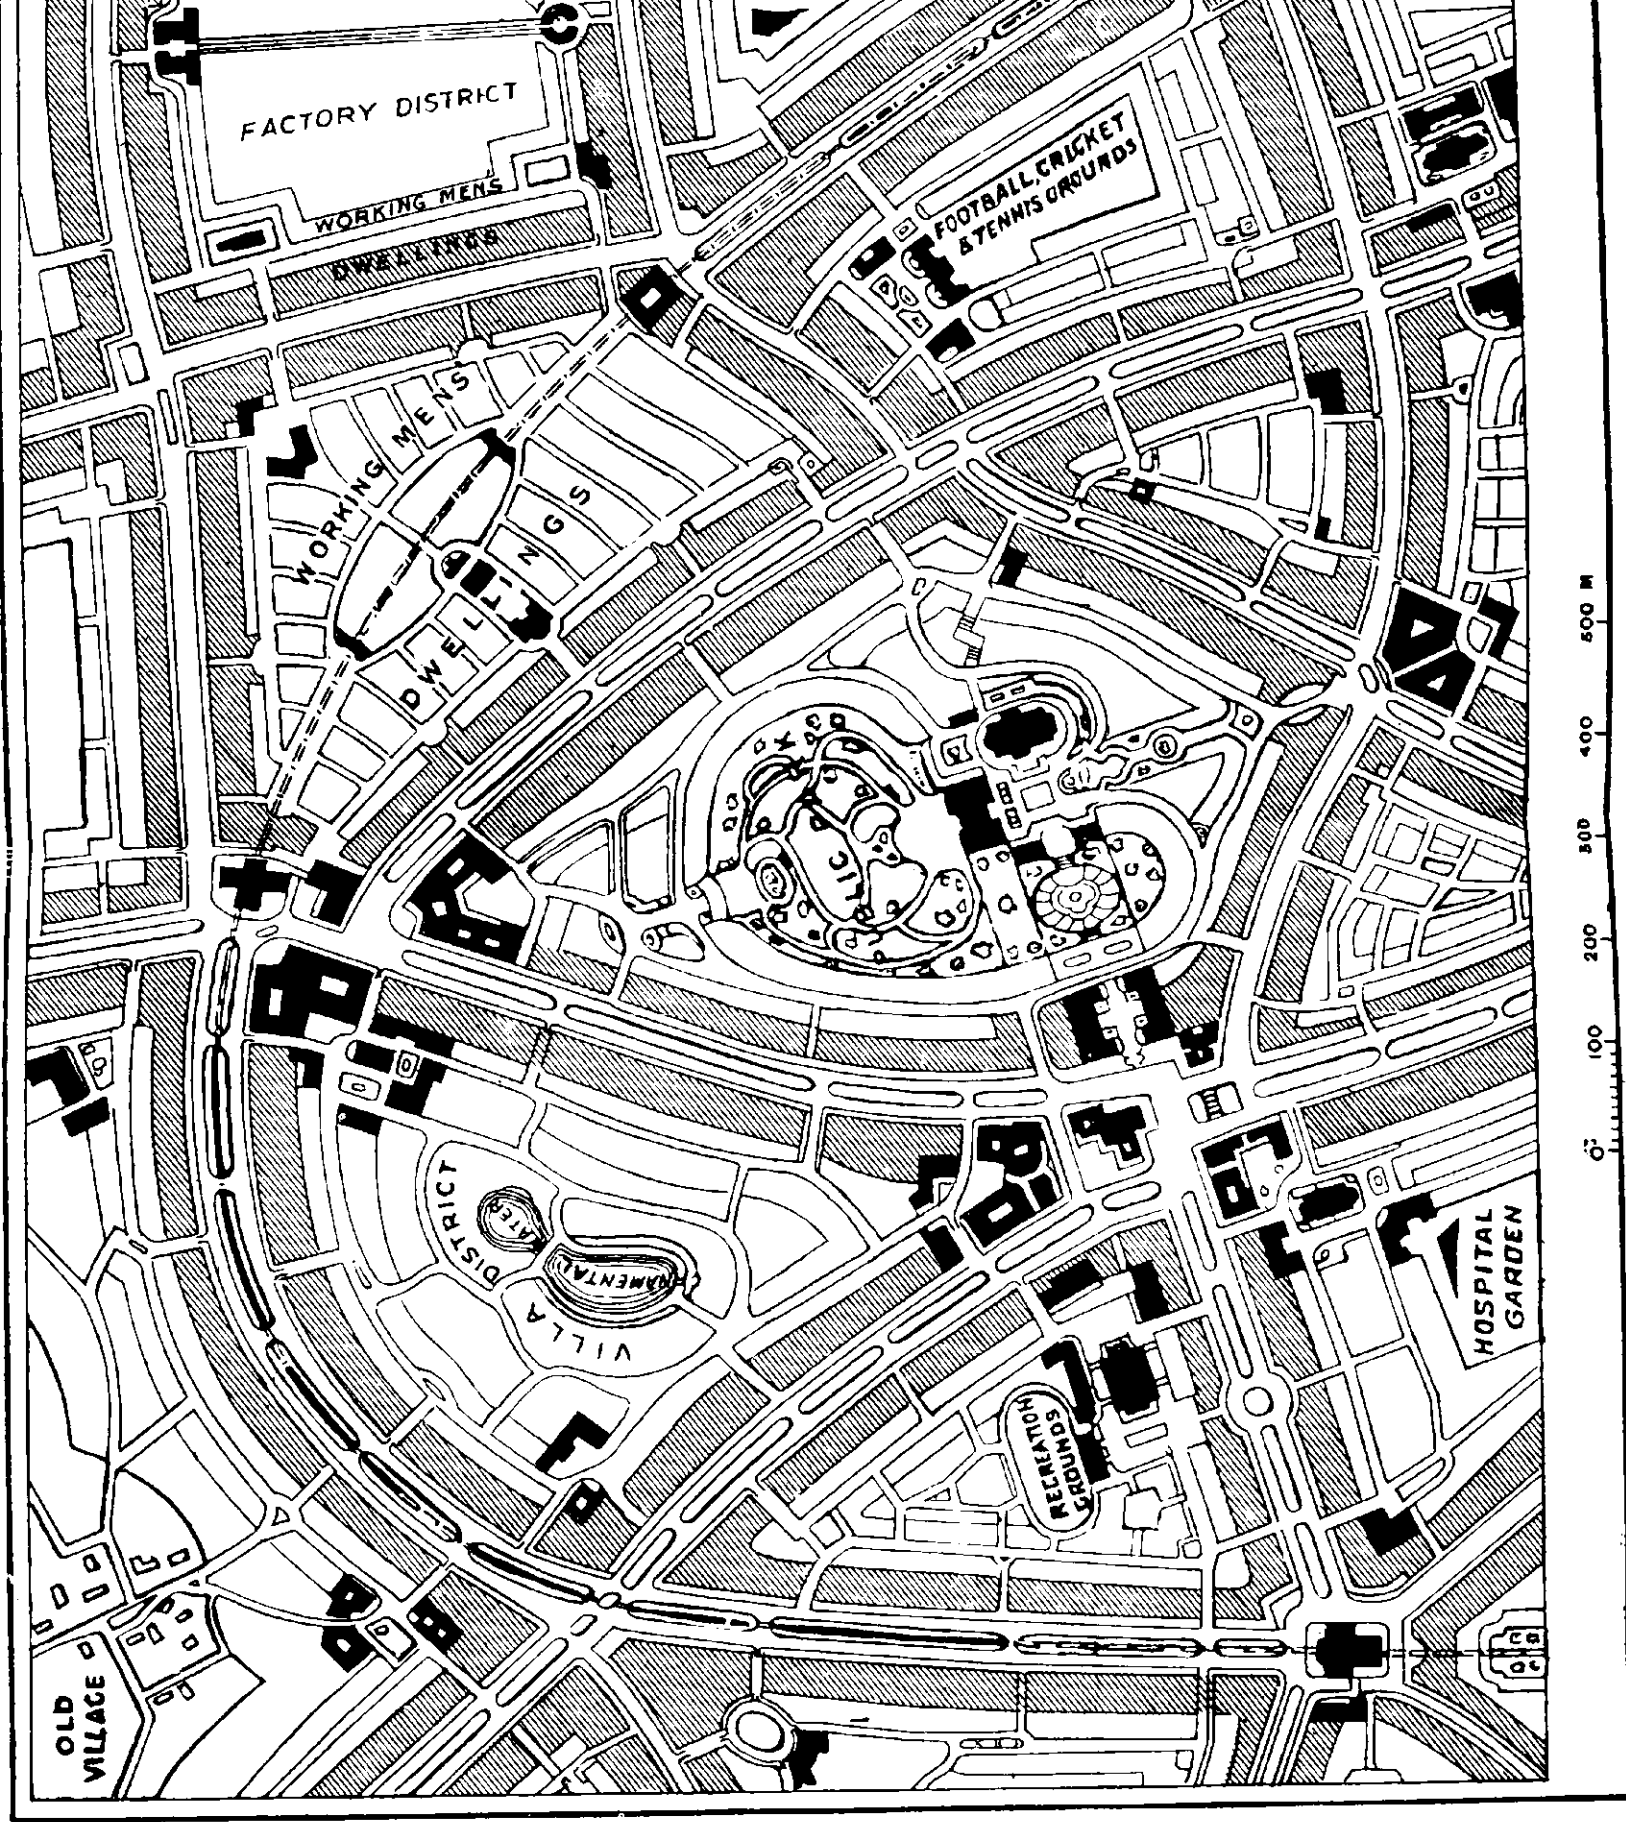 FACTORY DISTRICT
WORKING MENS
DWELLINGS
FOOTBALL, CRICKET
& TENNIS GROUNDS
WORKING MENS
DWELLINGS
LIC
K
VILLA DISTRICT
ORNAMENTAL
WATER
RECREATION
GROUNDS
HOSPITAL
GARDEN
OLD
VILLAGE
0 100 200 300 400 500 M